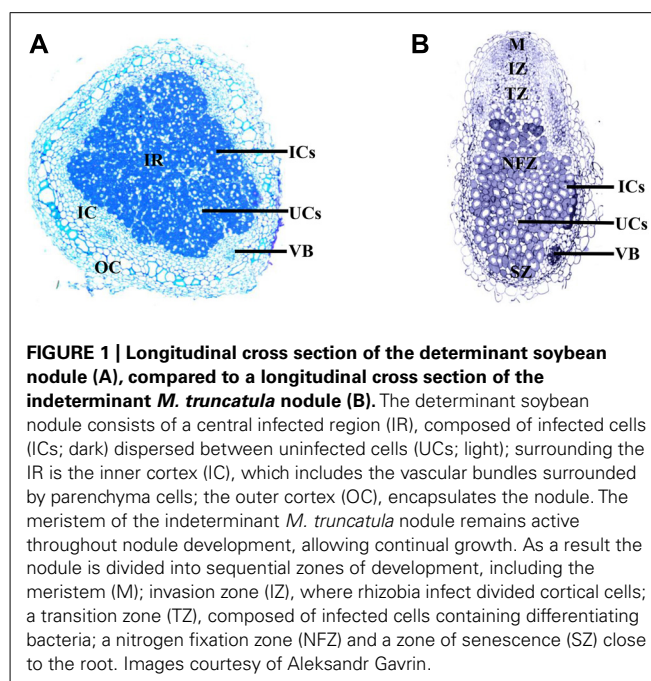 A
B
M
IZ
TZ
IR
ICs
NFZ
ICs
IC
UCs
UCs
VB
VB
OC
SZ
FIGURE 1 | Longitudinal cross section of the determinant soybean
nodule (A), compared to a longitudinal cross section of the
indeterminant M. truncatula nodule (B). The determinant soybean
nodule consists of a central infected region (IR), composed of infected cells
(ICs; dark) dispersed between uninfected cells (UCs; light); surrounding the
IR is the inner cortex (IC), which includes the vascular bundles surrounded
by parenchyma cells; the outer cortex (OC), encapsulates the nodule. The
meristem of the indeterminant M. truncatula nodule remains active
throughout nodule development, allowing continual growth. As a result the
nodule is divided into sequential zones of development, including the
meristem (M); invasion zone (IZ), where rhizobia infect divided cortical cells;
a transition zone (TZ), composed of infected cells containing differentiating
bacteria; a nitrogen fixation zone (NFZ) and a zone of senescence (SZ) close
to the root. Images courtesy of Aleksandr Gavrin.